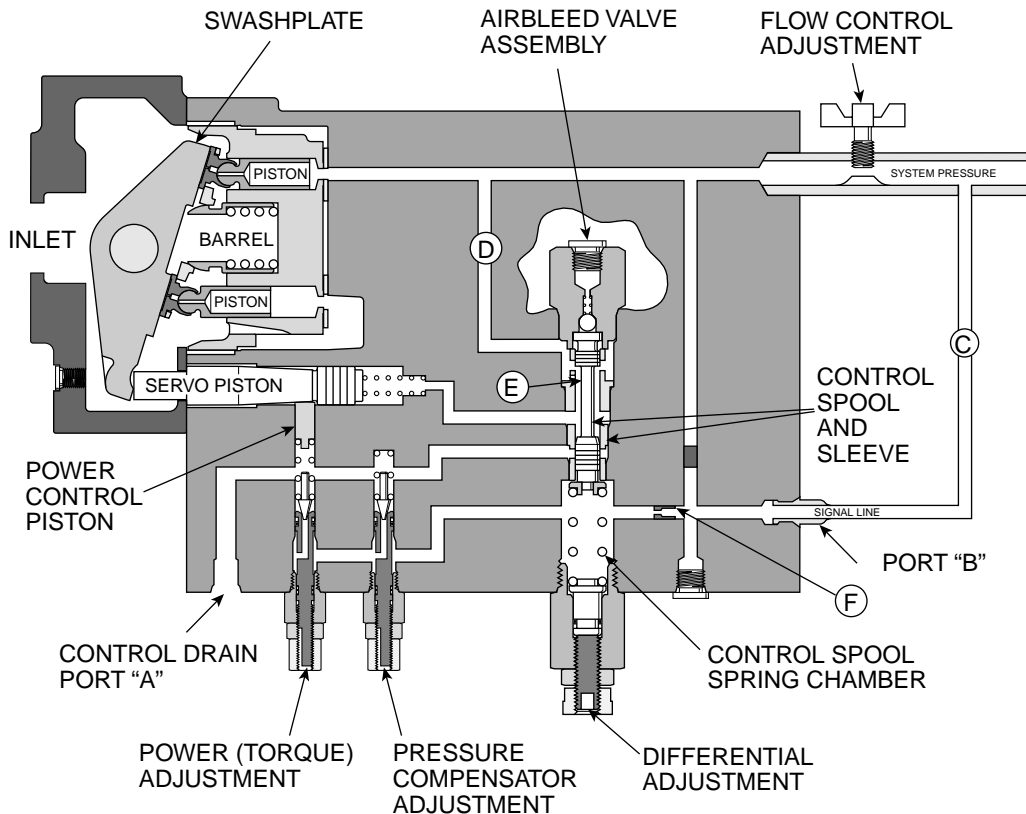 SWASHPLATE
AIRBLEED VALVE
ASSEMBLY
FLOW CONTROL
ADJUSTMENT
PISTON
SYSTEM PRESSURE
INLET
BARREL
D
PISTON
C
SERVO PISTON
E
CONTROL
SPOOL
AND
SLEEVE
POWER
CONTROL
PISTON
SIGNAL LINE
PORT “B”
F
CONTROL DRAIN
PORT “A”
CONTROL SPOOL
SPRING CHAMBER
POWER (TORQUE)
ADJUSTMENT
PRESSURE
COMPENSATOR
ADJUSTMENT
DIFFERENTIAL
ADJUSTMENT